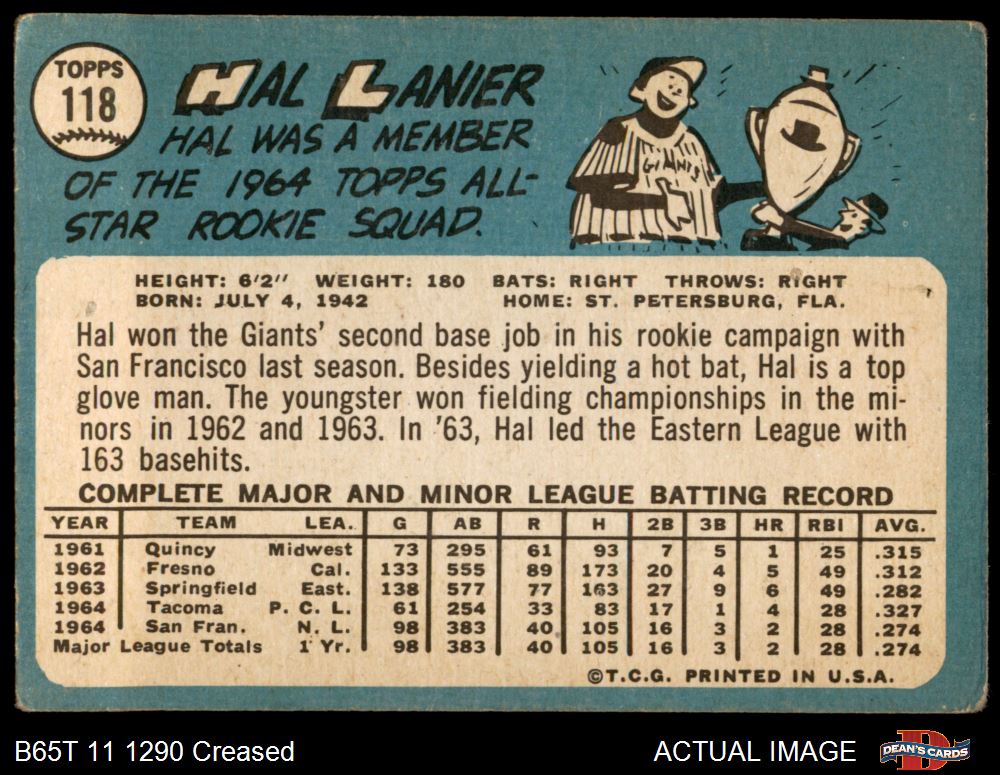 TOPPS
118
HAL LANIER
HAL WAS A MEMBER
OF THE 1964 TOPPS ALL-
STAR ROOKIE SQUAD.
GIANTS
HEIGHT: 6'2" WEIGHT: 180 BATS: RIGHT THROWS: RIGHT
BORN: JULY 4, 1942 HOME: ST. PETERSBURG, FLA.
Hal won the Giants' second base job in his rookie campaign with
San Francisco last season. Besides yielding a hot bat, Hal is a top
glove man. The youngster won fielding championships in the mi-
nors in 1962 and 1963. In '63, Hal led the Eastern League with
163 basehits.
COMPLETE MAJOR AND MINOR LEAGUE BATTING RECORD
YEAR TEAM LEA. G AB R H 2B 3B HR RBI AVG.
1961 Quincy Midwest 73 295 61 93 7 5 1 25 .315
1962 Fresno Cal. 133 555 89 173 20 4 5 49 .312
1963 Springfield East. 138 577 77 163 27 9 6 49 .282
1964 Tacoma P. C. L. 61 254 33 83 17 1 4 28 .327
1964 San Fran. N. L. 98 383 40 105 16 3 2 28 .274
Major League Totals 1 Yr. 98 383 40 105 16 3 2 28 .274
©T.C.G. PRINTED IN U.S.A.
B65T 11 1290 Creased
ACTUAL IMAGE
D
DEAN'S CARDS